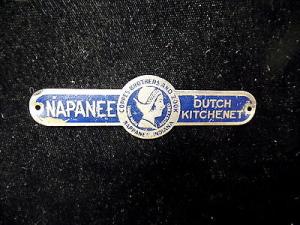 NAPANEE
COPPES BROTHERS AND ZOOK
NAPPANEE, INDIANA
DUTCH
KITCHENET